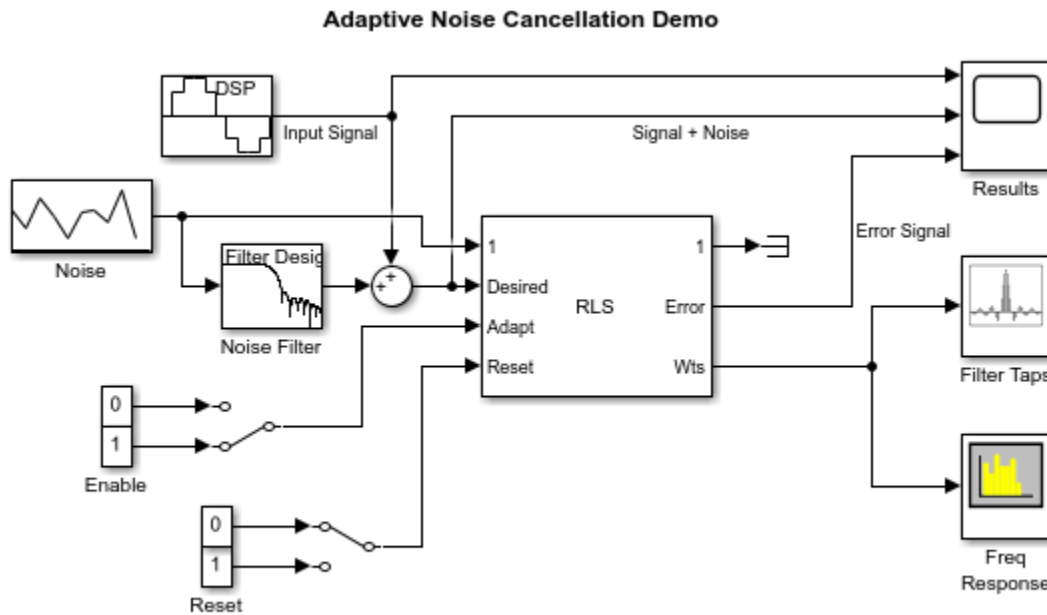 Adaptive Noise Cancellation Demo
DSP
Input Signal
Signal + Noise
Results
Noise
Filter Desig
Noise Filter
+
+
1
Desired
Adapt
Reset
RLS
1
Error
Wts
Error Signal
Filter Taps
0
1
Enable
0
1
Reset
Freq
Response